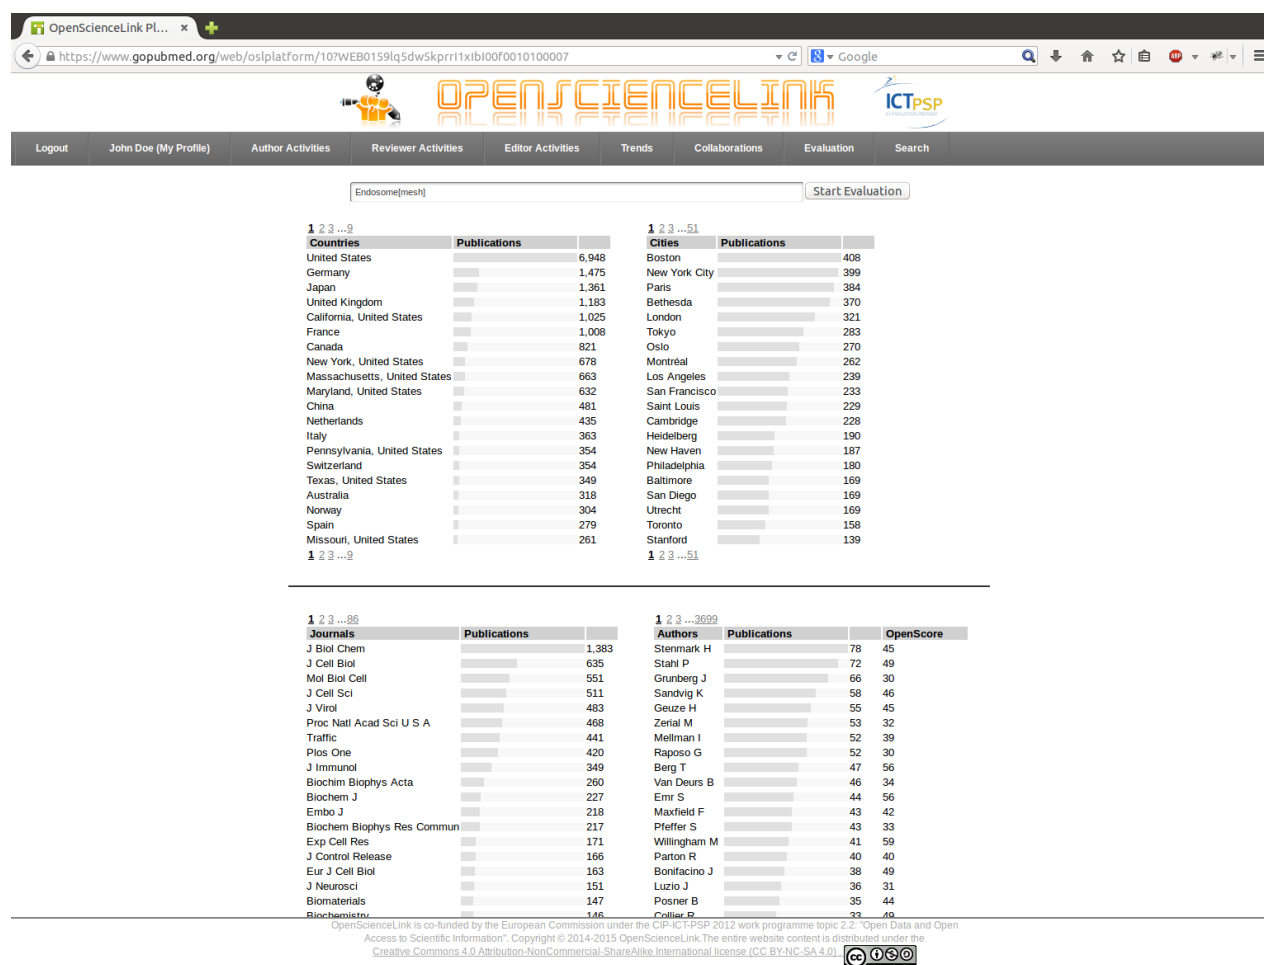 OpenScienceLink Pl...
https://www.gopubmed.org/web/oslplatform/10?WEB0159lq5dw5kprrI1xIbI00f0010100007
Google
OPENSCIENCELINK
ICT PSP
Logout John Doe (My Profile) Author Activities Reviewer Activities Editor Activities Trends Collaborations Evaluation Search
Endosome[mesh] Start Evaluation
1 2 3 ...9
Countries Publications
United States 6,948
Germany 1,475
Japan 1,361
United Kingdom 1,183
California, United States 1,025
France 1,008
Canada 821
New York, United States 678
Massachusetts, United States 663
Maryland, United States 632
China 481
Netherlands 435
Italy 363
Pennsylvania, United States 354
Switzerland 354
Texas, United States 349
Australia 318
Norway 304
Spain 279
Missouri, United States 261
1 2 3 ...9
1 2 3 ...51
Cities Publications
Boston 408
New York City 399
Paris 384
Bethesda 370
London 321
Tokyo 283
Oslo 270
Montréal 262
Los Angeles 239
San Francisco 233
Saint Louis 229
Cambridge 228
Heidelberg 190
New Haven 187
Philadelphia 180
Baltimore 169
San Diego 169
Utrecht 169
Toronto 158
Stanford 139
1 2 3 ...51
1 2 3 ...86
Journals Publications
J Biol Chem 1,383
J Cell Biol 635
Mol Biol Cell 551
J Cell Sci 511
J Virol 483
Proc Natl Acad Sci U S A 468
Traffic 441
Plos One 420
J Immunol 349
Biochim Biophys Acta 260
Biochem J 227
Embo J 218
Biochem Biophys Res Commun 217
Exp Cell Res 171
J Control Release 166
Eur J Cell Biol 163
J Neurosci 151
Biomaterials 147
Biochemistry 146
1 2 3 ...3699
Authors Publications OpenScore
Stenmark H 78 45
Stahl P 72 49
Grunberg J 66 30
Sandvig K 58 46
Geuze H 55 45
Zerial M 53 32
Mellman I 52 39
Raposo G 52 30
Berg T 47 56
Van Deurs B 46 34
Emr S 44 56
Maxfield F 43 42
Pfeffer S 43 33
Willingham M 41 59
Parton R 40 40
Bonifacino J 38 49
Luzio J 36 31
Posner B 35 44
Collier R 33 49
OpenScienceLink is co-funded by the European Commission under the CIP-ICT-PSP 2012 work programme topic 2.2: "Open Data and Open
Access to Scientific Information". Copyright © 2014-2015 OpenScienceLink.The entire website content is distributed under the
Creative Commons 4.0 Attribution-NonCommercial-ShareAlike International license (CC BY-NC-SA 4.0)